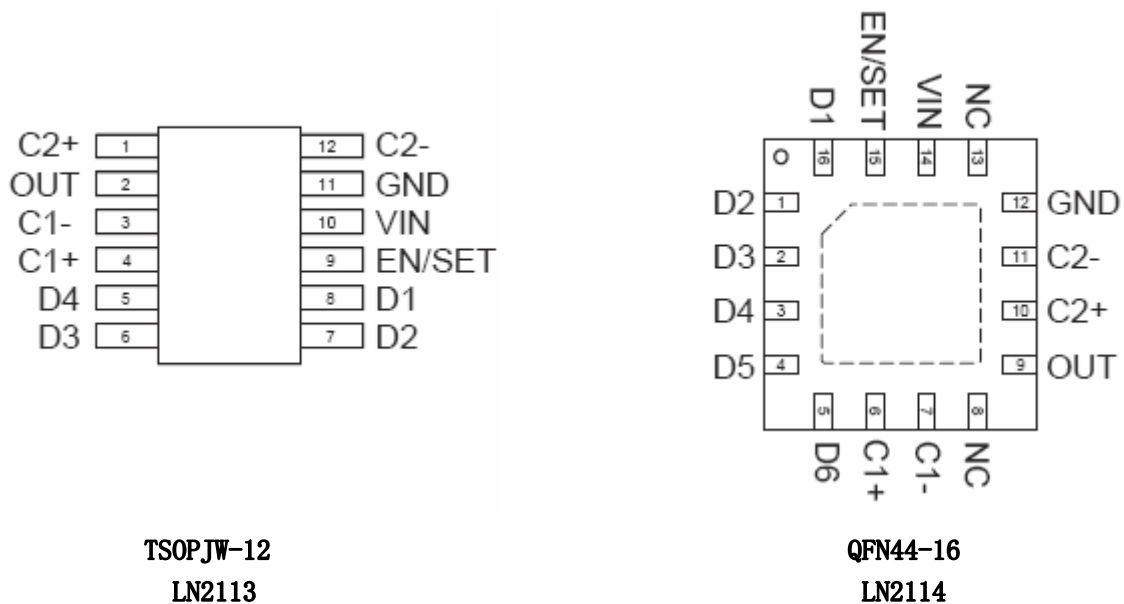 C2+ 1 12 C2-
OUT 2 11 GND
C1- 3 10 VIN
C1+ 4 9 EN/SET
D4 5 8 D1
D3 6 7 D2
TSOPJW-12
LN2113
D1 EN/SET VIN NC
16 15 14 13
D2 1 12 GND
D3 2 11 C2-
D4 3 10 C2+
D5 4 9 OUT
5 6 7 8
D6 C1+ C1- NC
QFN44-16
LN2114